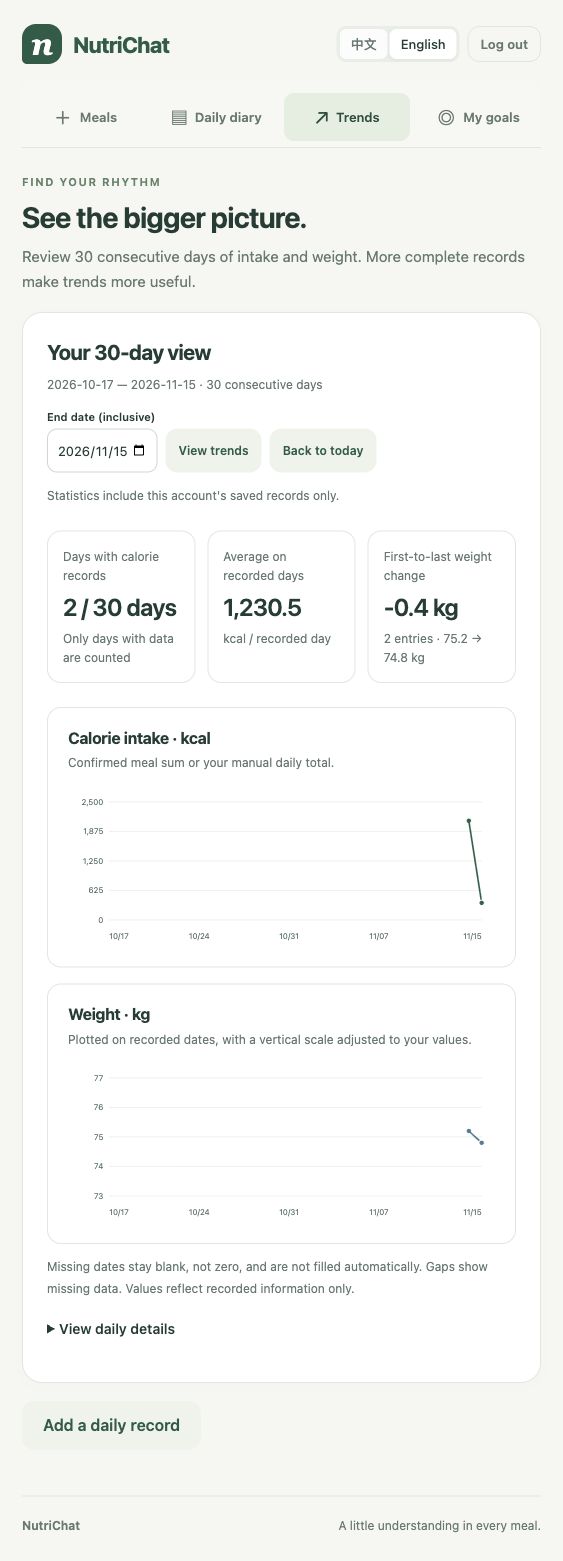 n NutriChat
中文 English Log out
Meals Daily diary Trends My goals
FIND YOUR RHYTHM
See the bigger picture.
Review 30 consecutive days of intake and weight. More complete records
make trends more useful.
Your 30-day view
2026-10-17 — 2026-11-15 · 30 consecutive days
End date (inclusive)
2026/11/15 View trends Back to today
Statistics include this account's saved records only.
Days with calorie
records
2 / 30 days
Only days with data
are counted
Average on
recorded days
1,230.5
kcal / recorded day
First-to-last weight
change
-0.4 kg
2 entries · 75.2 →
74.8 kg
Calorie intake · kcal
Confirmed meal sum or your manual daily total.
2,500
1,875
1,250
625
0
10/17 10/24 10/31 11/07 11/15
Weight · kg
Plotted on recorded dates, with a vertical scale adjusted to your values.
77
76
75
74
73
10/17 10/24 10/31 11/07 11/15
Missing dates stay blank, not zero, and are not filled automatically. Gaps show
missing data. Values reflect recorded information only.
View daily details
Add a daily record
NutriChat A little understanding in every meal.